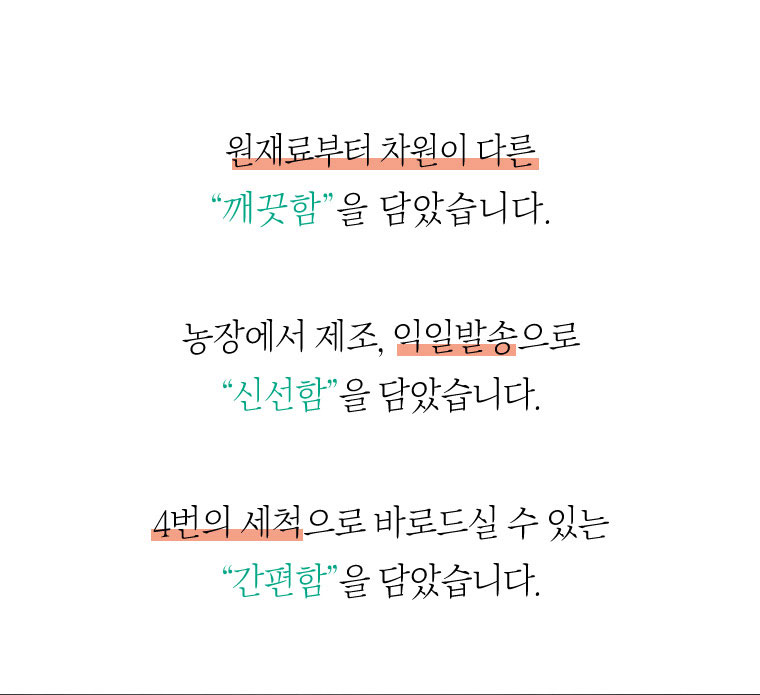 원재료부터 차원이 다른
“깨끗함”을 담았습니다.
농장에서 제조, 익일발송으로
“신선함”을 담았습니다.
4번의 세척으로 바로드실 수 있는
“간편함”을 담았습니다.